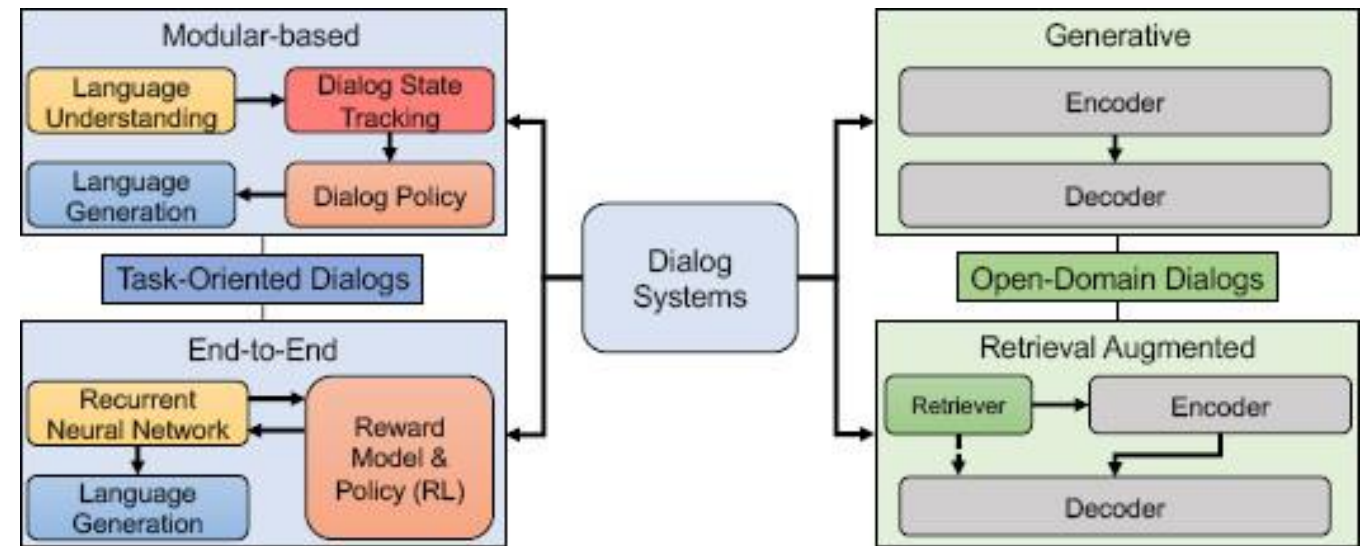 Modular-based
Language
Understanding
Dialog State
Tracking
Language
Generation
Dialog Policy
Task-Oriented Dialogs
End-to-End
Recurrent
Neural Network
Reward
Model &
Policy (RL)
Language
Generation
Dialog
Systems
Generative
Encoder
Decoder
Open-Domain Dialogs
Retrieval Augmented
Retriever
Encoder
Decoder